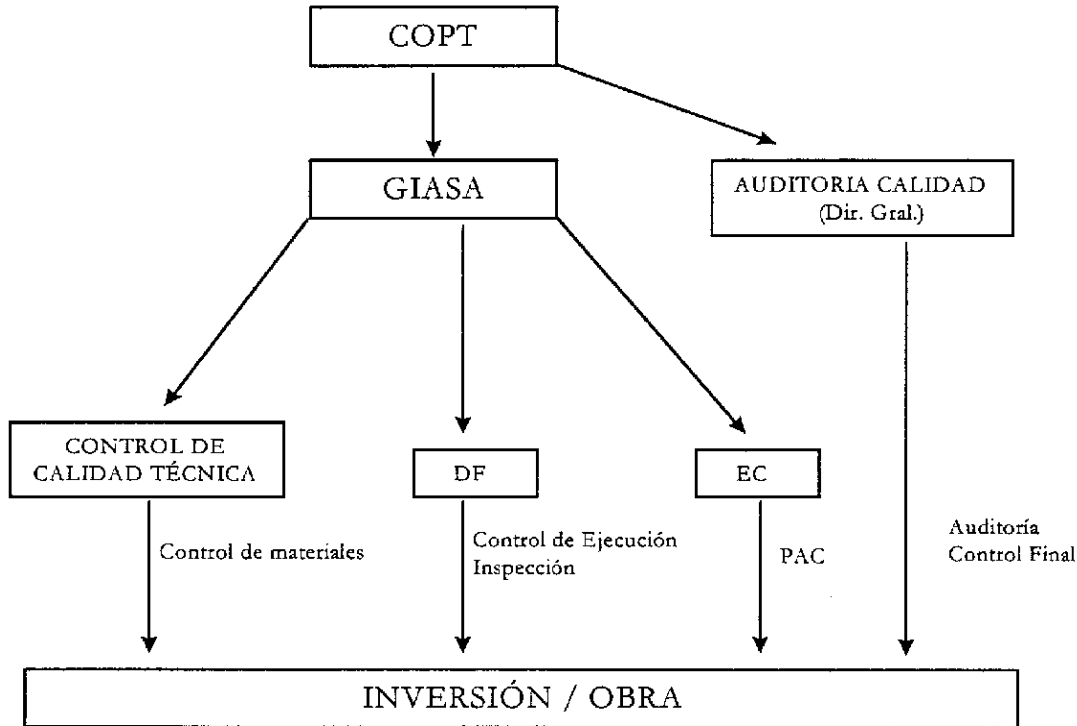 COPT
GIASA
AUDITORIA CALIDAD
(Dir. Gral.)
CONTROL DE
CALIDAD TÉCNICA
DF
EC
Control de materiales
Control de Ejecución
Inspección
PAC
Auditoría
Control Final
INVERSIÓN / OBRA